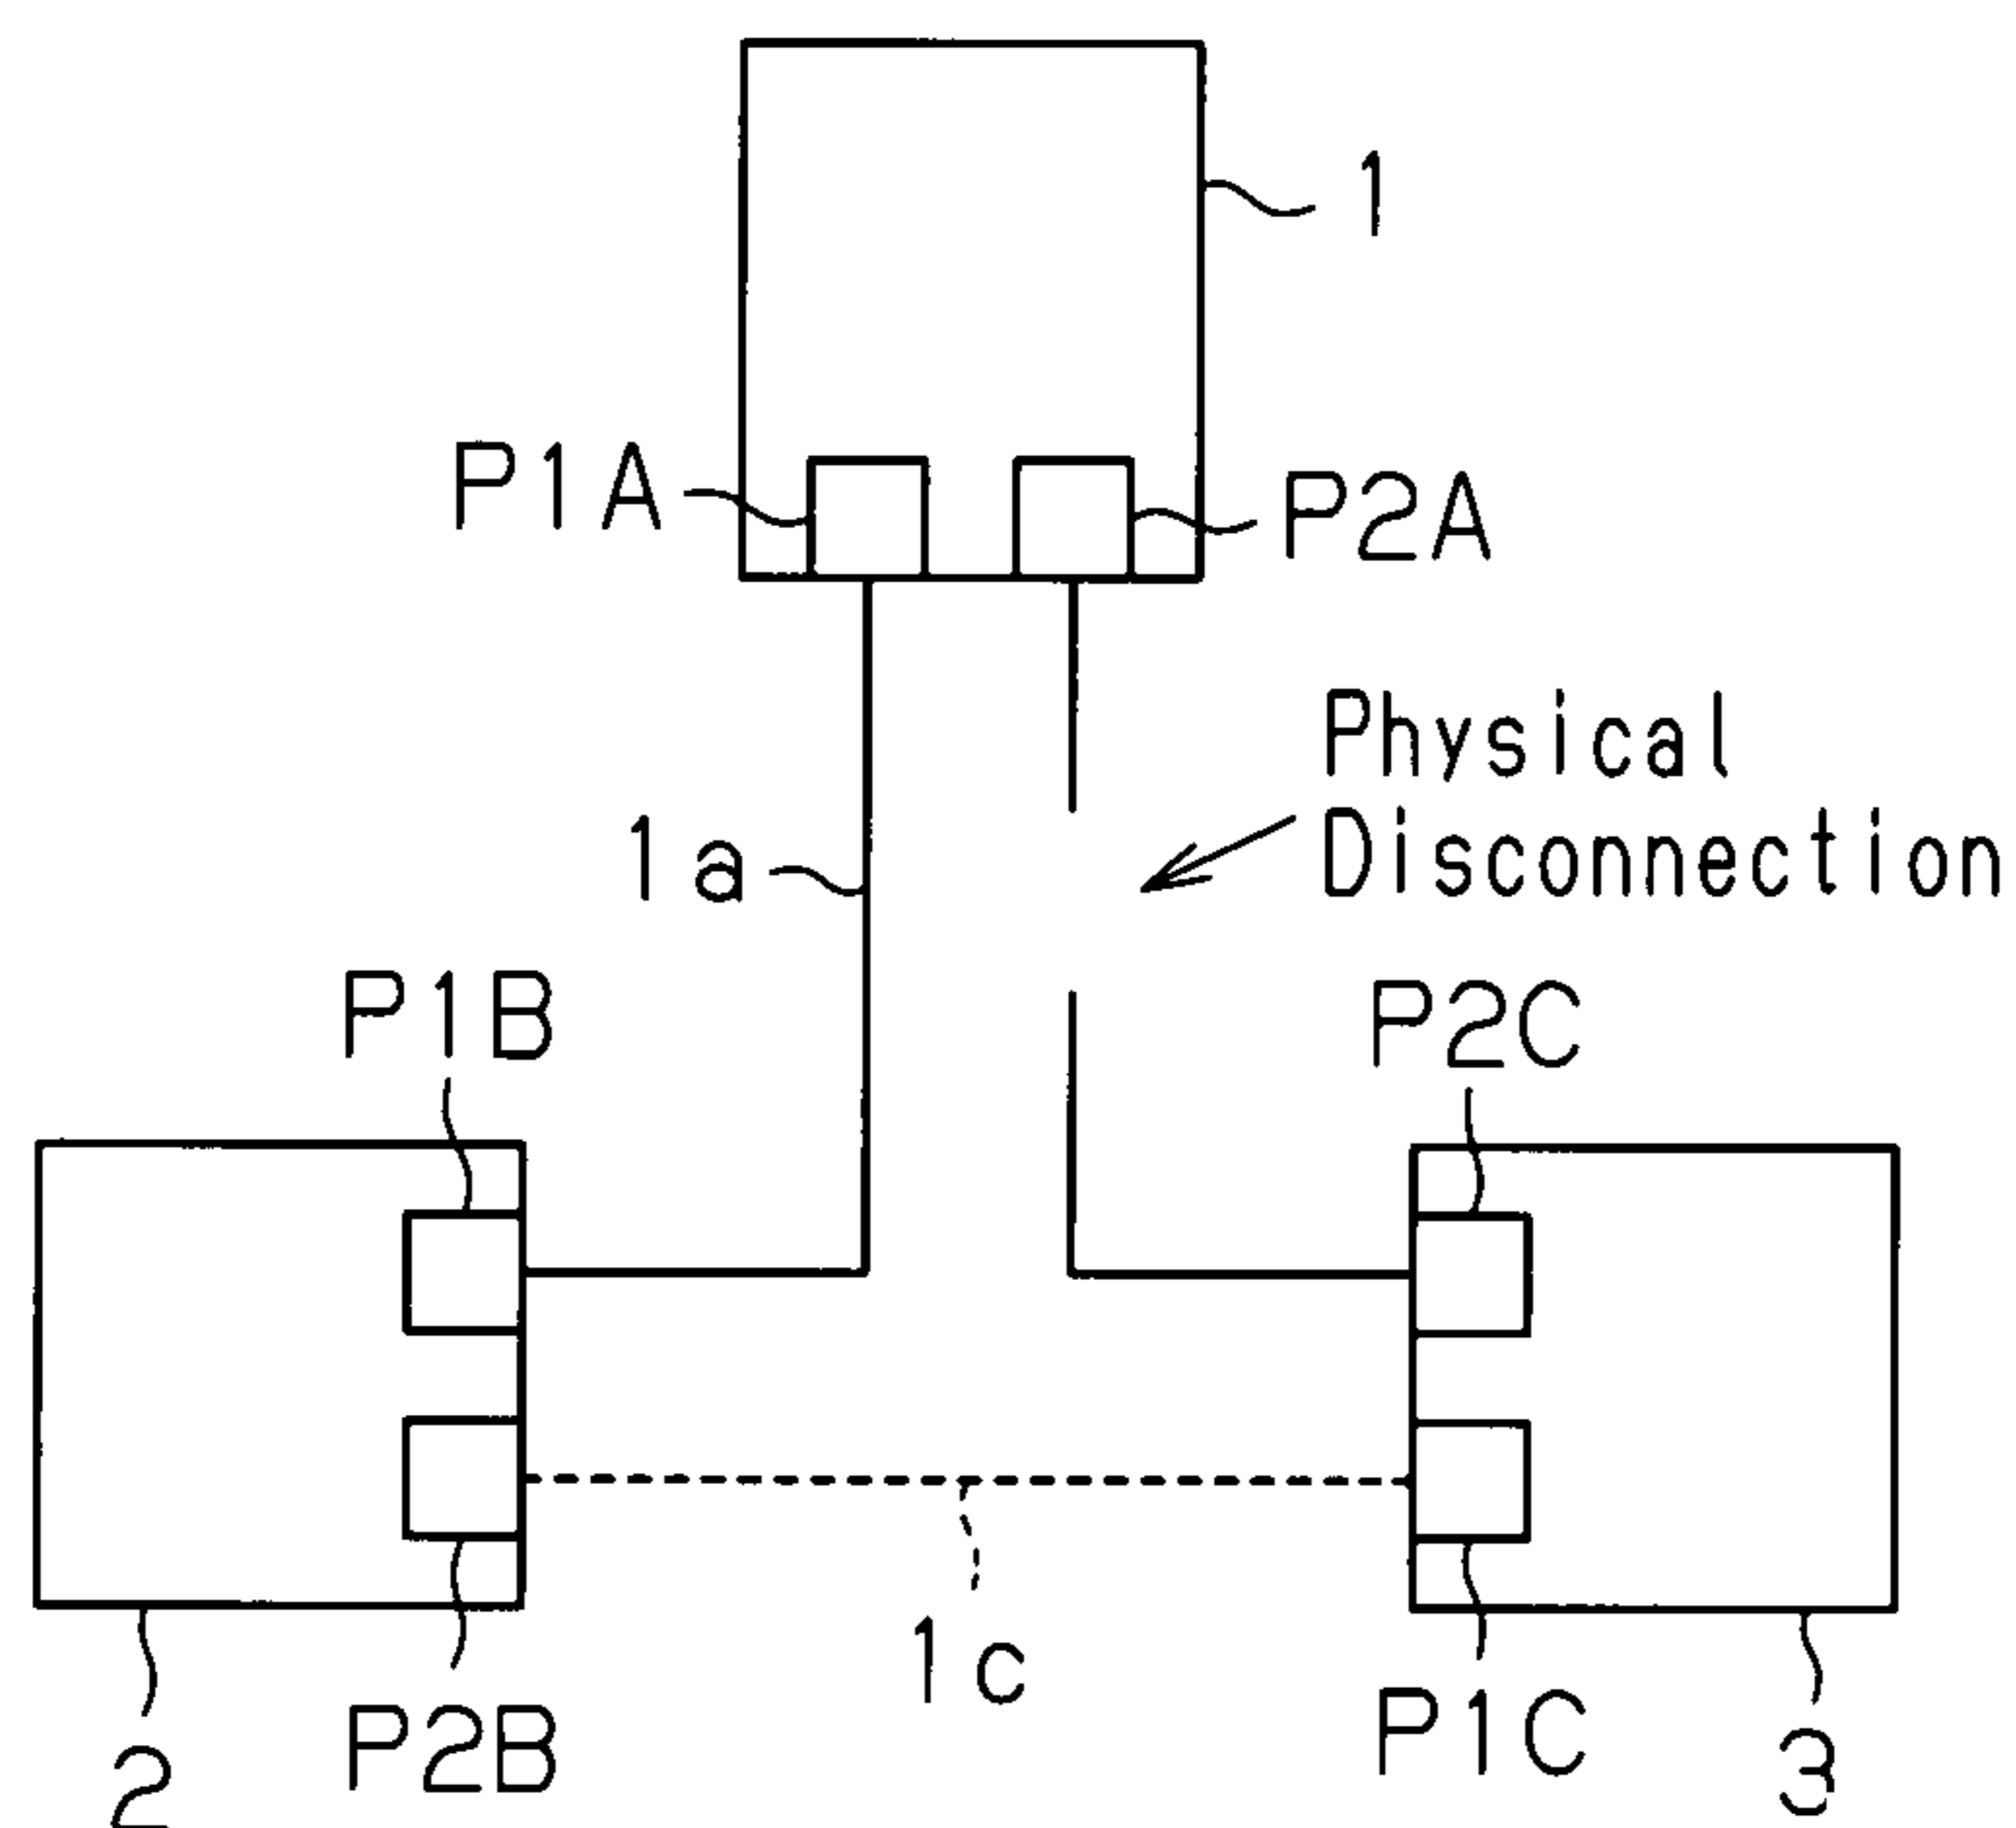 1
P1A
P2A
Physical
Disconnection
1a
P1B
P2C
1c
P2B
P1C
2
3